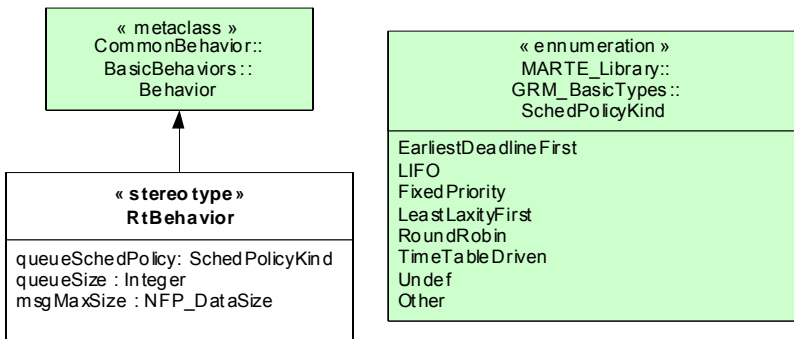 « metaclass »
CommonBehavior::
BasicBehaviors::
Behavior
« stereotype »
RtBehavior
queueSchedPolicy: SchedPolicyKind
queueSize : Integer
msgMaxSize : NFP_DataSize
« ennumeration »
MARTE_Library::
GRM_BasicTypes::
SchedPolicyKind
EarliestDeadlineFirst
LIFO
FixedPriority
LeastLaxityFirst
RoundRobin
TimeTableDriven
Undef
Other